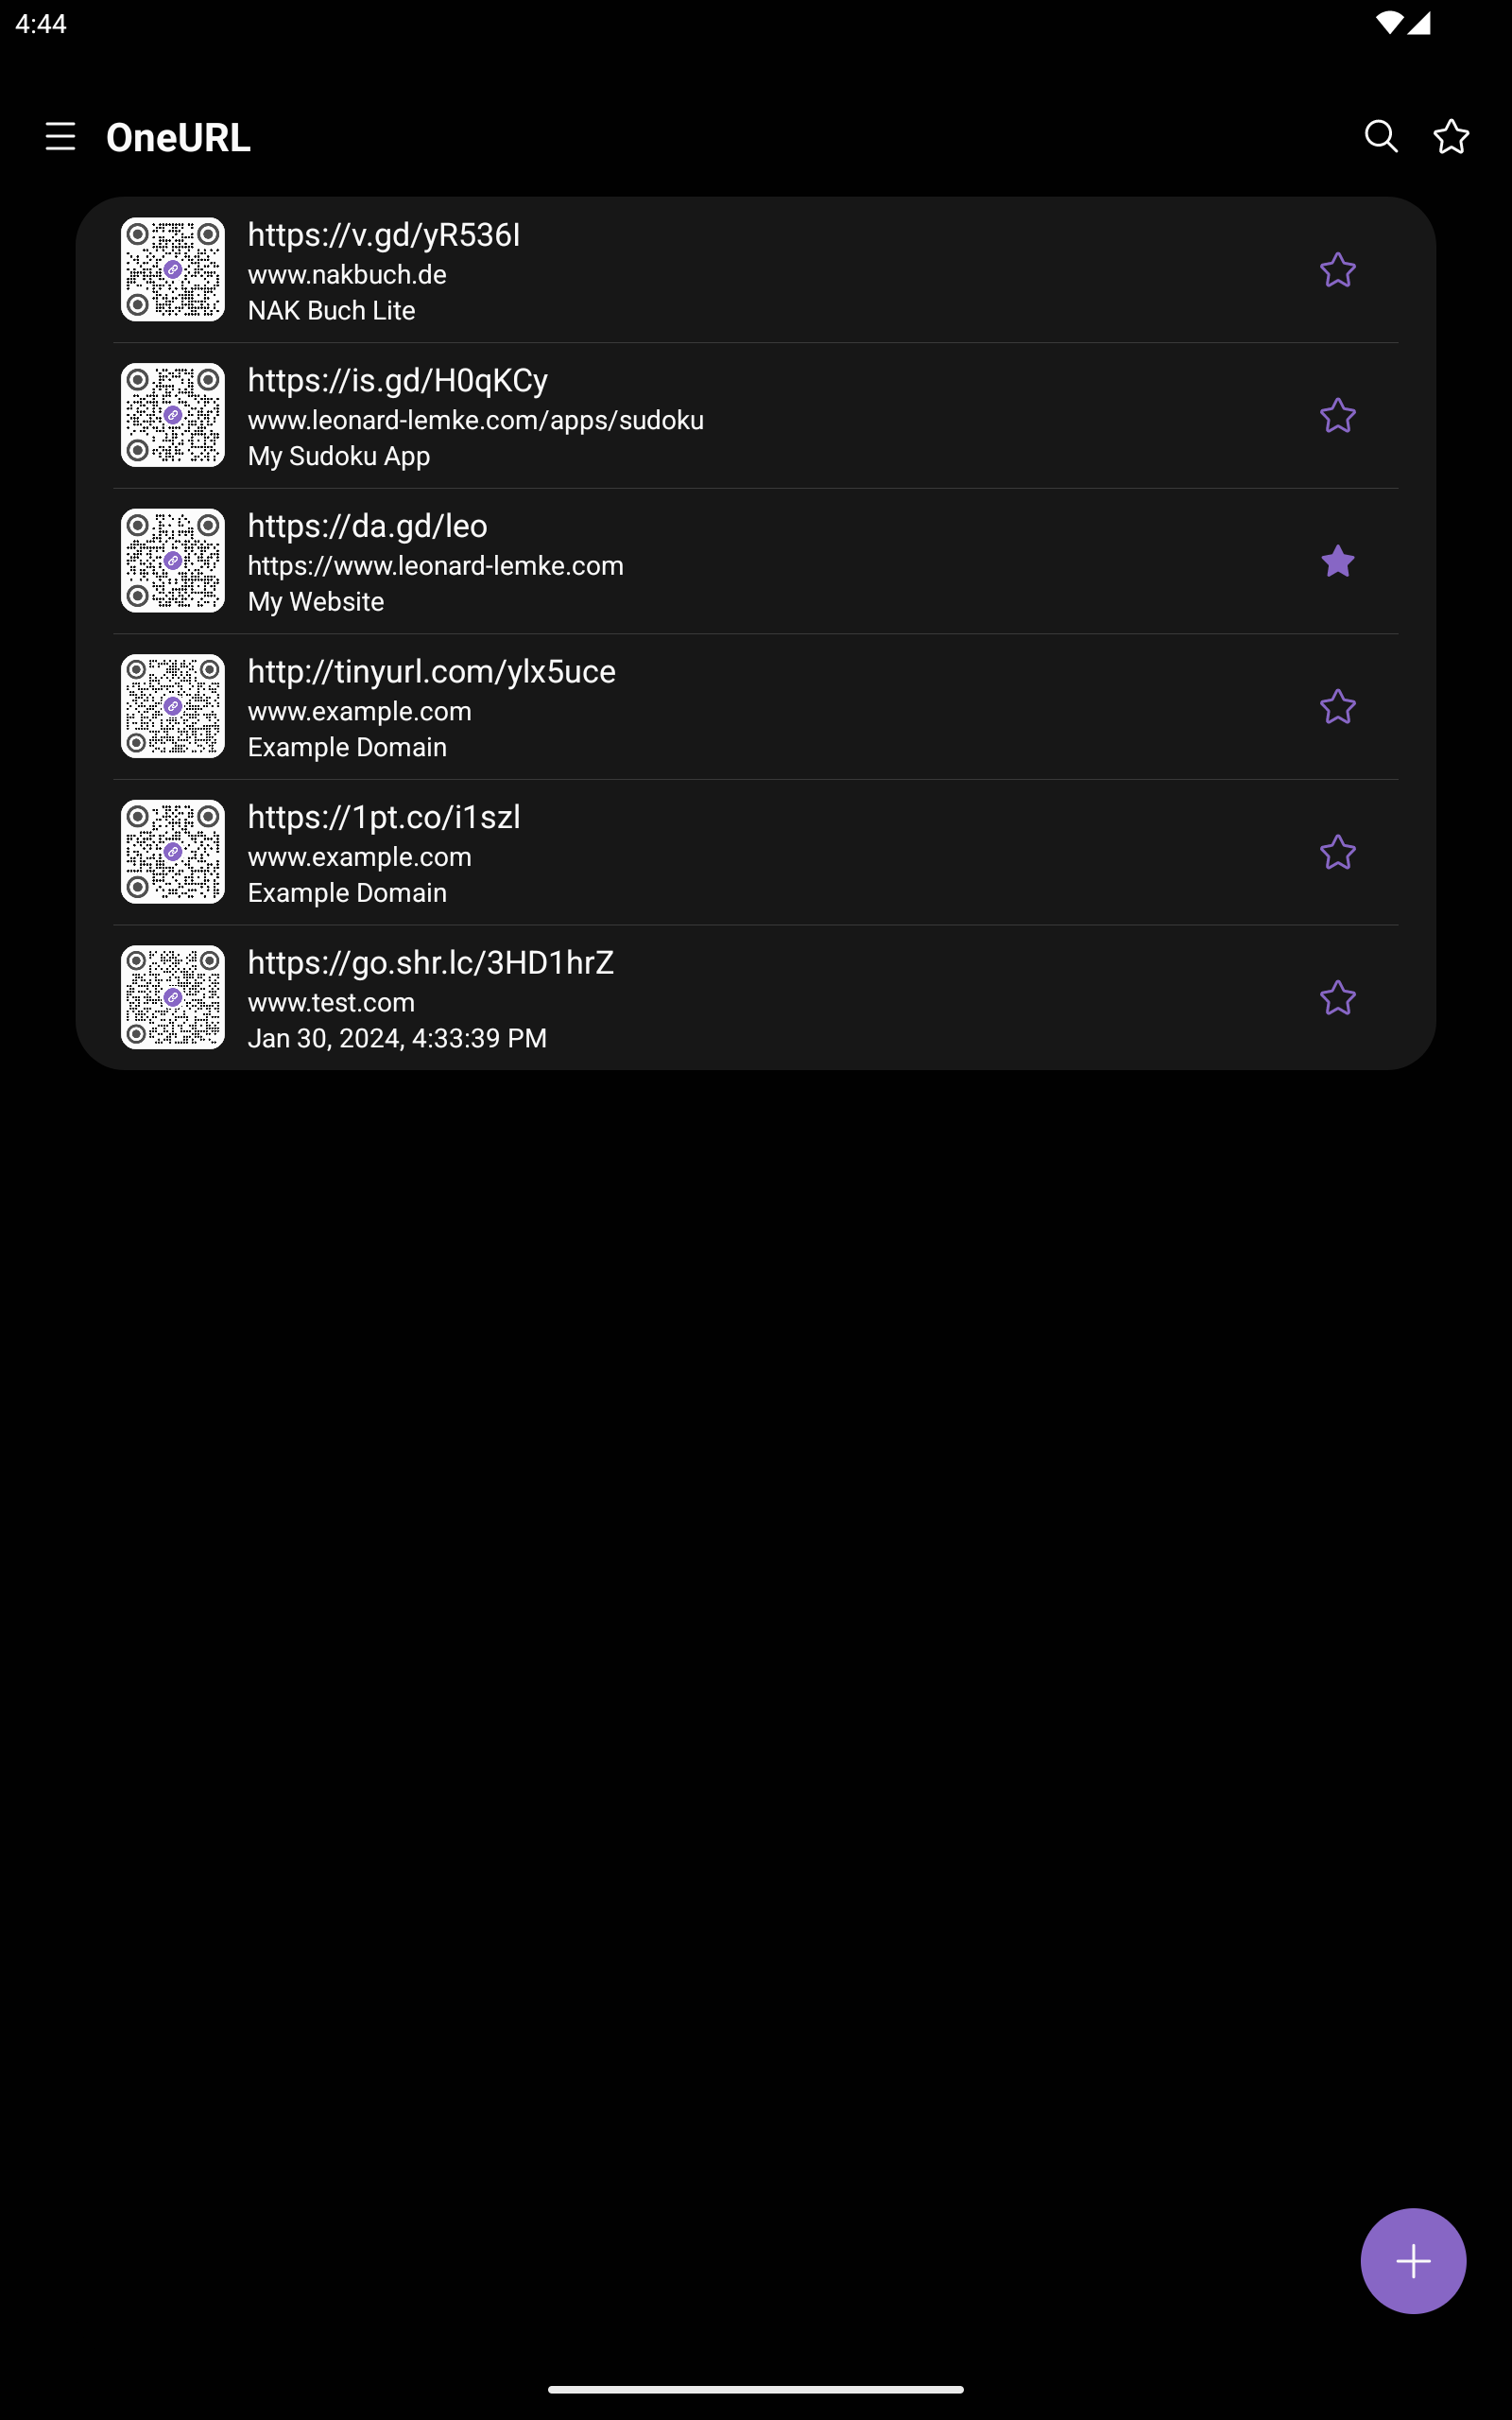 4:44
OneURL
https://v.gd/yR536I
www.nakbuch.de
NAK Buch Lite
https://is.gd/H0qKCy
www.leonard-lemke.com/apps/sudoku
My Sudoku App
https://da.gd/leo
https://www.leonard-lemke.com
My Website
http://tinyurl.com/ylx5uce
www.example.com
Example Domain
https://1pt.co/i1szl
www.example.com
Example Domain
https://go.shr.lc/3HD1hrZ
www.test.com
Jan 30, 2024, 4:33:39 PM